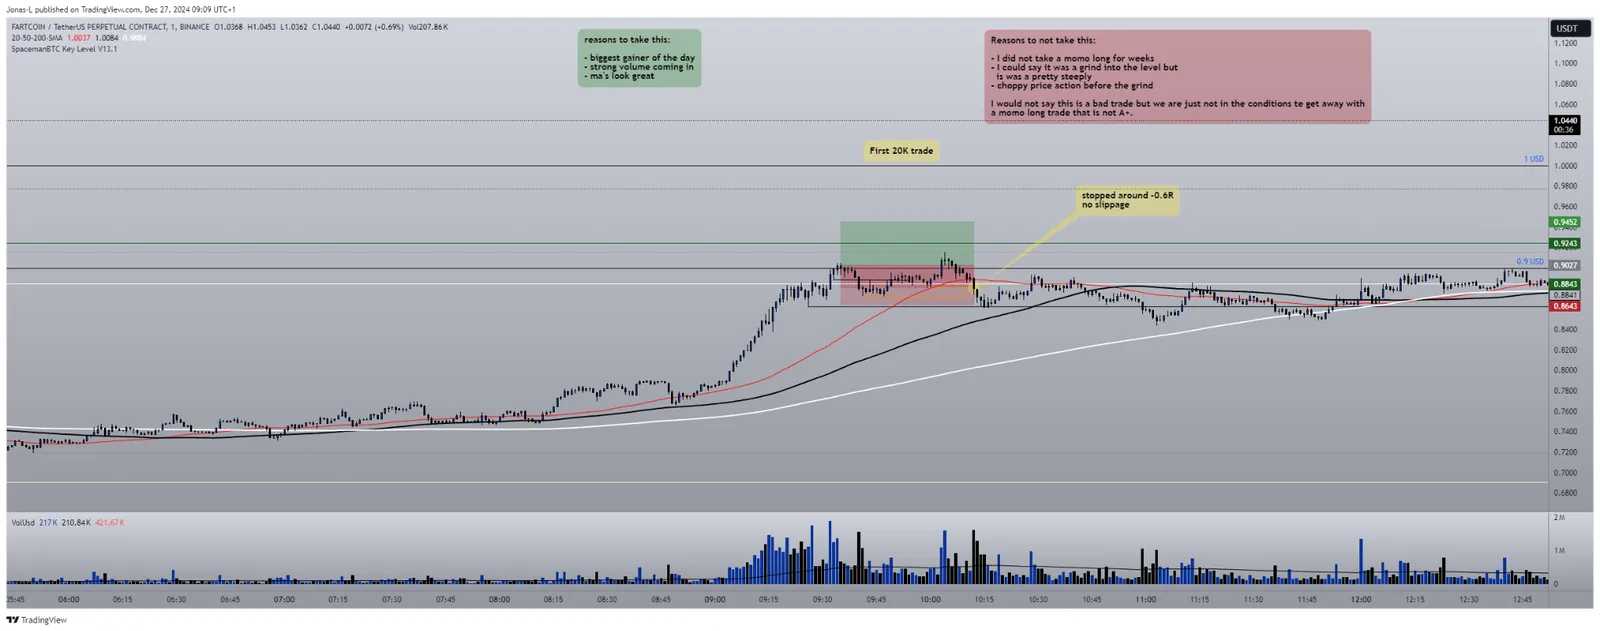 Jonas-L published on TradingView.com, Dec 27, 2024 09:09 UTC+1
FARTCOIN / TetherUS PERPETUAL CONTRACT, 1, BINANCE O1.0368 H1.0453 L1.0362 C1.0440 +0.0072 (+0.69%) Vol207.86K
20-50-200-SMA 1.0037 1.0084
SpacemanBTC Key Level V13.1
reasons to take this:
- biggest gainer of the day
- strong volume coming in
- ma's look great
Reasons to not take this:
- I did not take a momo long for weeks
- I could say it was a grind into the level but
is was a pretty steeply
- choppy price action before the grind
I would not say this is a bad trade but we are just not in the conditions te get away with
a momo long trade that is not A+.
First 20K trade
stopped around -0.6R
no slippage
1 USD
0.9 USD
USDT
1.1200
1.1000
1.0800
1.0600
1.0440
00:36
1.0200
1.0000
0.9800
0.9600
0.9452
0.9243
0.9027
0.8843
0.8841
0.8643
0.8400
0.8200
0.8000
0.7800
0.7600
0.7400
0.7200
0.7000
0.6800
VolUsd 217K 210.84K 421.67K
2M
1M
0
05:45 06:00 06:15 06:30 06:45 07:00 07:15 07:30 07:45 08:00 08:15 08:30 08:45 09:00 09:15 09:30 09:45 10:00 10:15 10:30 10:45 11:00 11:15 11:30 11:45 12:00 12:15 12:30 12:45
TradingView